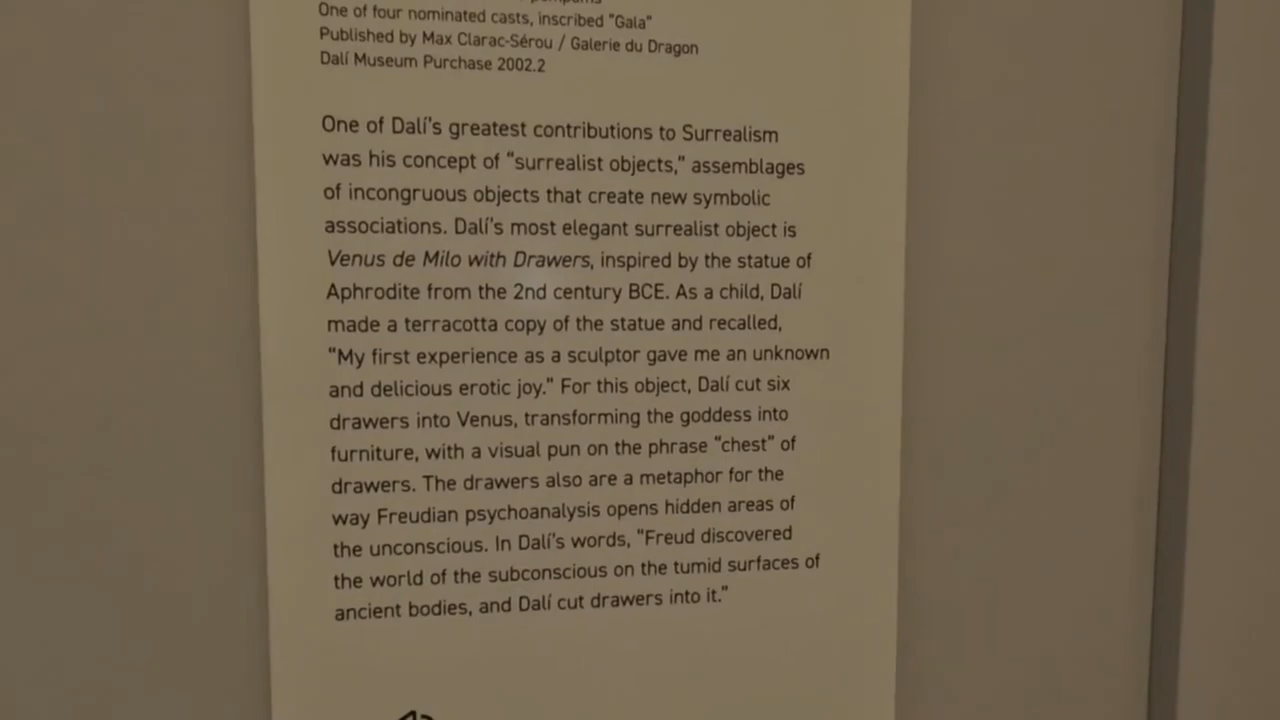 One of four nominated casts, inscribed "Gala"
Published by Max Clarac-Sérou / Galerie du Dragon
Dalí Museum Purchase 2002.2
One of Dalí's greatest contributions to Surrealism
was his concept of "surrealist objects," assemblages
of incongruous objects that create new symbolic
associations. Dalí's most elegant surrealist object is
Venus de Milo with Drawers, inspired by the statue of
Aphrodite from the 2nd century BCE. As a child, Dalí
made a terracotta copy of the statue and recalled,
"My first experience as a sculptor gave me an unknown
and delicious erotic joy." For this object, Dalí cut six
drawers into Venus, transforming the goddess into
furniture, with a visual pun on the phrase "chest" of
drawers. The drawers also are a metaphor for the
way Freudian psychoanalysis opens hidden areas of
the unconscious. In Dalí's words, "Freud discovered
the world of the subconscious on the tumid surfaces of
ancient bodies, and Dalí cut drawers into it."